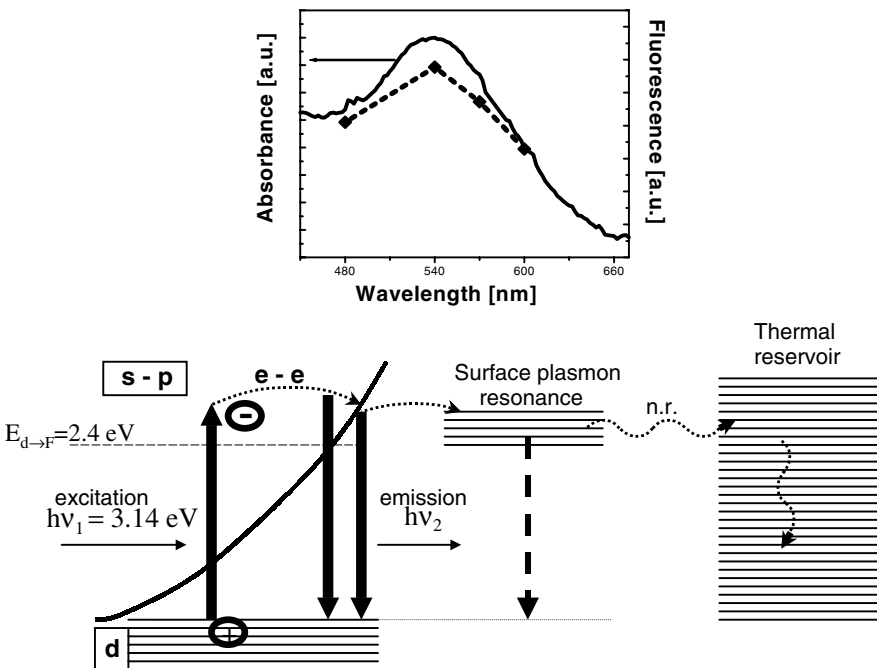 Absorbance [a.u.]
Fluorescence [a.u.]
480 540 600 660
Wavelength [nm]
Thermal
reservoir
s - p
e - e
Surface plasmon
resonance
n.r.
-
E_{d→F}=2.4 eV
excitation
hν₁ = 3.14 eV
emission
hν₂
+
d